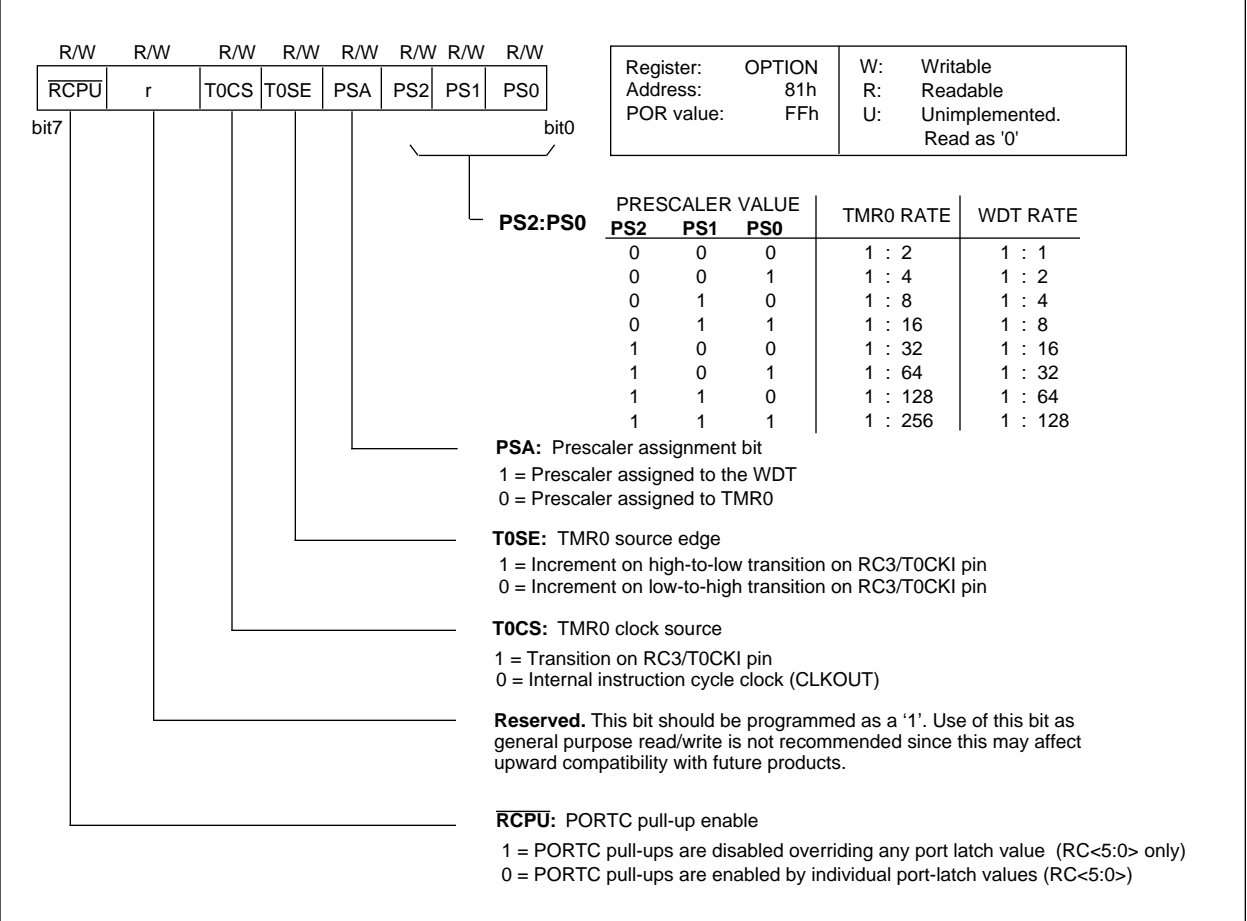 R/W R/W R/W R/W R/W R/W R/W R/W
RCPU r T0CS T0SE PSA PS2 PS1 PS0
bit7 bit0
Register: OPTION W: Writable
Address: 81h R: Readable
POR value: FFh U: Unimplemented.
Read as '0'
PS2:PS0
PRESCALER VALUE TMR0 RATE WDT RATE
PS2 PS1 PS0
0 0 0 1 : 2 1 : 1
0 0 1 1 : 4 1 : 2
0 1 0 1 : 8 1 : 4
0 1 1 1 : 16 1 : 8
1 0 0 1 : 32 1 : 16
1 0 1 1 : 64 1 : 32
1 1 0 1 : 128 1 : 64
1 1 1 1 : 256 1 : 128
PSA: Prescaler assignment bit
1 = Prescaler assigned to the WDT
0 = Prescaler assigned to TMR0
T0SE: TMR0 source edge
1 = Increment on high-to-low transition on RC3/T0CKI pin
0 = Increment on low-to-high transition on RC3/T0CKI pin
T0CS: TMR0 clock source
1 = Transition on RC3/T0CKI pin
0 = Internal instruction cycle clock (CLKOUT)
Reserved. This bit should be programmed as a ‘1’. Use of this bit as
general purpose read/write is not recommended since this may affect
upward compatibility with future products.
RCPU: PORTC pull-up enable
1 = PORTC pull-ups are disabled overriding any port latch value (RC<5:0> only)
0 = PORTC pull-ups are enabled by individual port-latch values (RC<5:0>)